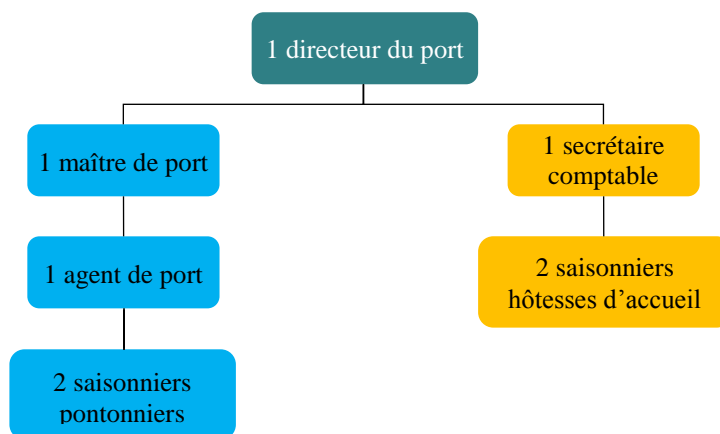 1 directeur du port
1 maître de port
1 secrétaire
comptable
1 agent de port
2 saisonniers
hôtesses d’accueil
2 saisonniers
pontonniers